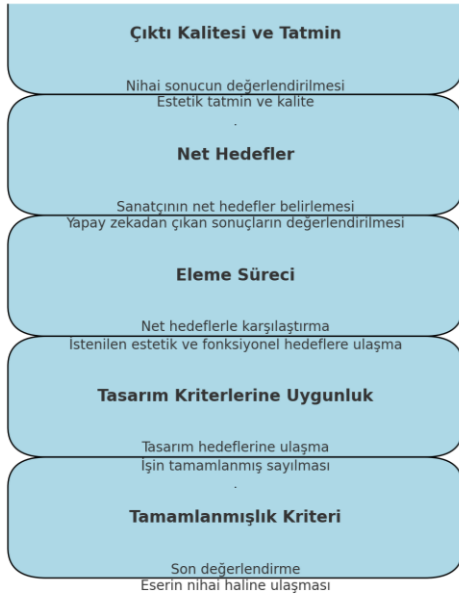 Çıktı Kalitesi ve Tatmin
Nihai sonucun değerlendirilmesi
Estetik tatmin ve kalite
.
Net Hedefler
Sanatçının net hedefler belirlemesi
Yapay zekadan çıkan sonuçların değerlendirilmesi
Eleme Süreci
Net hedeflerle karşılaştırma
İstenilen estetik ve fonksiyonel hedeflere ulaşma
Tasarım Kriterlerine Uygunluk
Tasarım hedeflerine ulaşma
İşin tamamlanmış sayılması
.
Tamamlanmışlık Kriteri
Son değerlendirme
Eserin nihai haline ulaşması